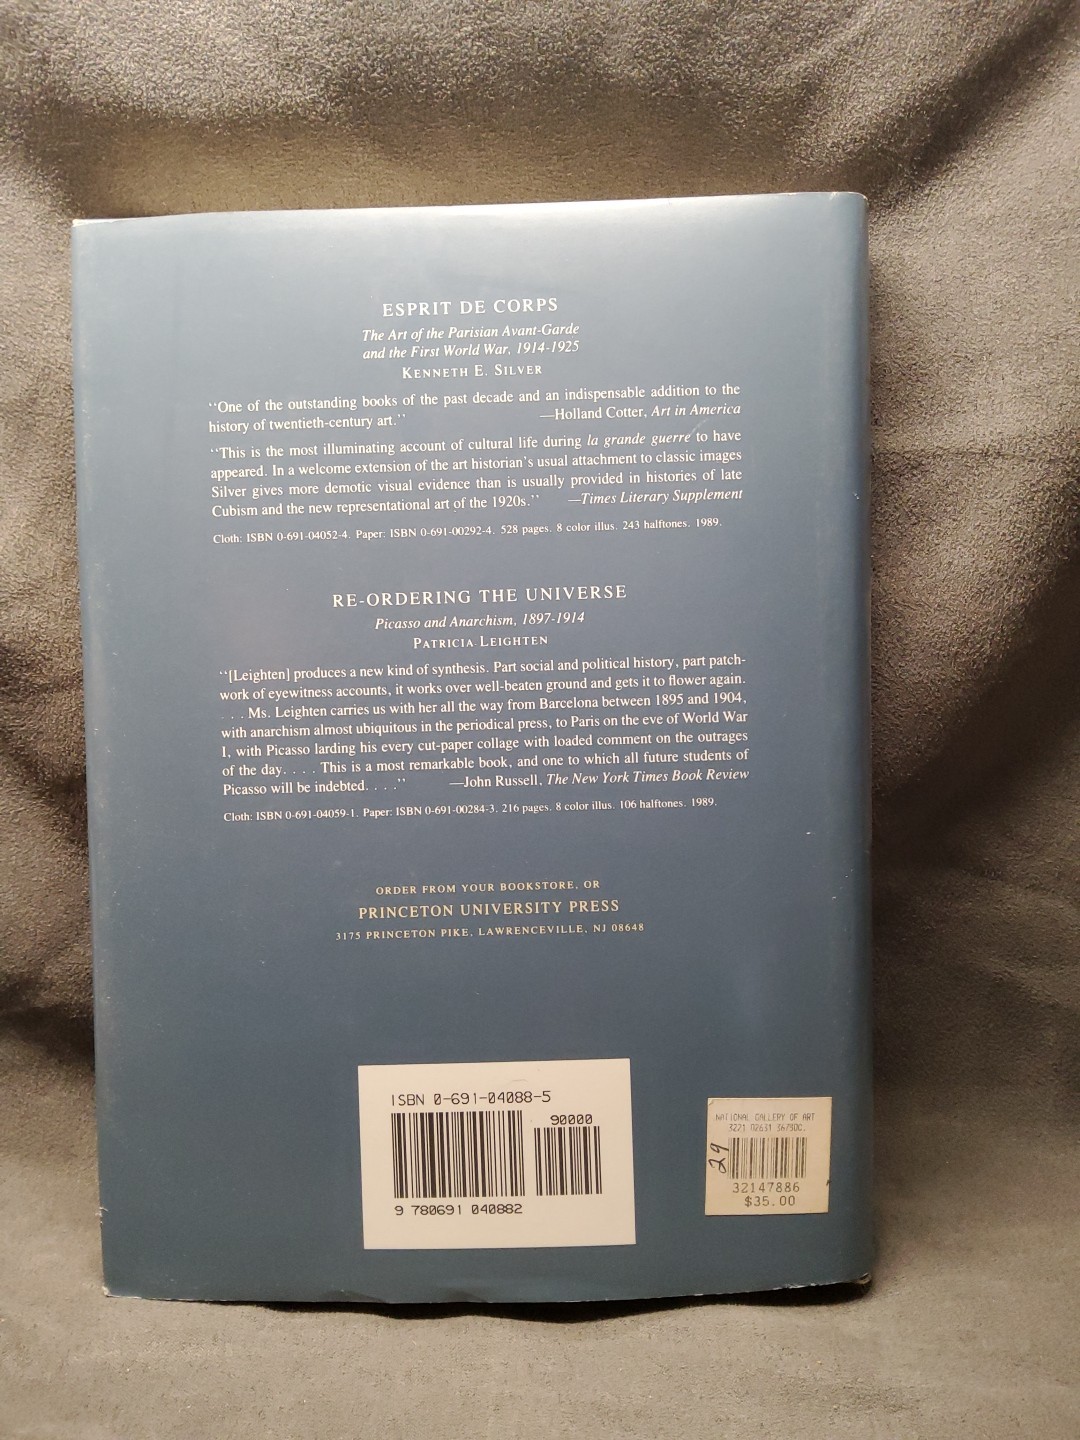 ESPRIT DE CORPS
The Art of the Parisian Avant-Garde
and the First World War, 1914-1925
KENNETH E. SILVER
‘‘One of the outstanding books of the past decade and an indispensable addition to the
history of twentieth-century art.’’ —Holland Cotter, Art in America
‘‘This is the most illuminating account of cultural life during la grande guerre to have
appeared. In a welcome extension of the art historian’s usual attachment to classic images
Silver gives more demotic visual evidence than is usually provided in histories of late
Cubism and the new representational art of the 1920s.’’ —Times Literary Supplement
Cloth: ISBN 0-691-04052-4. Paper: ISBN 0-691-00292-4. 528 pages. 8 color illus. 243 halftones. 1989.
RE-ORDERING THE UNIVERSE
Picasso and Anarchism, 1897-1914
PATRICIA LEIGHTEN
‘‘[Leighten] produces a new kind of synthesis. Part social and political history, part patch-
work of eyewitness accounts, it works over well-beaten ground and gets it to flower again.
. . . Ms. Leighten carries us with her all the way from Barcelona between 1895 and 1904,
with anarchism almost ubiquitous in the periodical press, to Paris on the eve of World War
I, with Picasso larding his every cut-paper collage with loaded comment on the outrages
of the day. . . . This is a most remarkable book, and one to which all future students of
Picasso will be indebted. . . .’’ —John Russell, The New York Times Book Review
Cloth: ISBN 0-691-04059-1. Paper: ISBN 0-691-00284-3. 216 pages. 8 color illus. 106 halftones. 1989.
ORDER FROM YOUR BOOKSTORE, OR
PRINCETON UNIVERSITY PRESS
3175 PRINCETON PIKE, LAWRENCEVILLE, NJ 08648
ISBN 0-691-04088-5
90000
9 780691 040882
NATIONAL GALLERY OF ART
3221 02631
29
32147886
$35.00